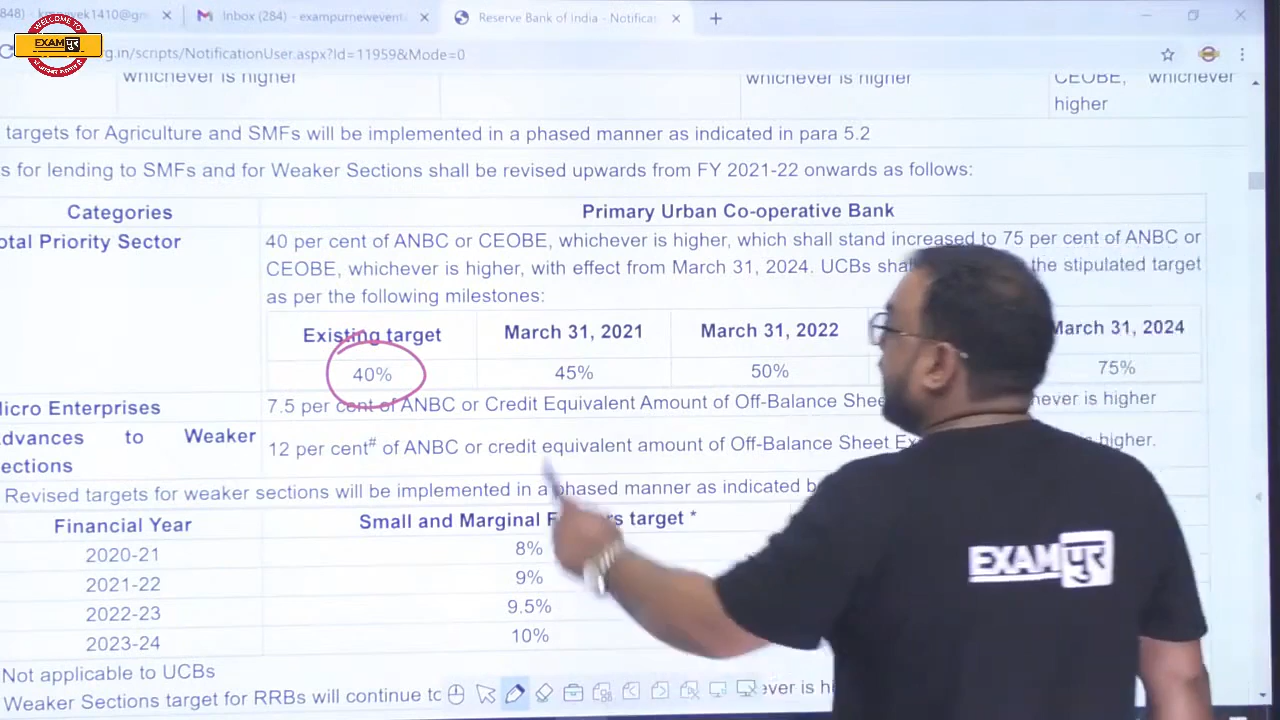 848) - kmpayek1410@gm
Inbox (284) - exampurnewevent.
Reserve Bank of India - Notificat
WELCOME TO
EXAMपुर
rg.in/scripts/NotificationUser.aspx?Id=11959&Mode=0
whichever is higher
whichever is higher
CEOBE, whichever
higher
targets for Agriculture and SMFs will be implemented in a phased manner as indicated in para 5.2
s for lending to SMFs and for Weaker Sections shall be revised upwards from FY 2021-22 onwards as follows:
Categories Primary Urban Co-operative Bank
otal Priority Sector 40 per cent of ANBC or CEOBE, whichever is higher, which shall stand increased to 75 per cent of ANBC or
CEOBE, whichever is higher, with effect from March 31, 2024. UCBs shal the stipulated target
as per the following milestones:
Existing target March 31, 2021 March 31, 2022 March 31, 2024
40% 45% 50% 75%
icro Enterprises 7.5 per cent of ANBC or Credit Equivalent Amount of Off-Balance Shee hever is higher
dvances to Weaker
ections
12 per cent# of ANBC or credit equivalent amount of Off-Balance Sheet Ex is higher.
Revised targets for weaker sections will be implemented in a phased manner as indicated b
Financial Year Small and Marginal F rs target *
2020-21 8%
2021-22 9%
2022-23 9.5%
2023-24 10%
Not applicable to UCBs
Weaker Sections target for RRBs will continue to ever is hi
EXAMपुर